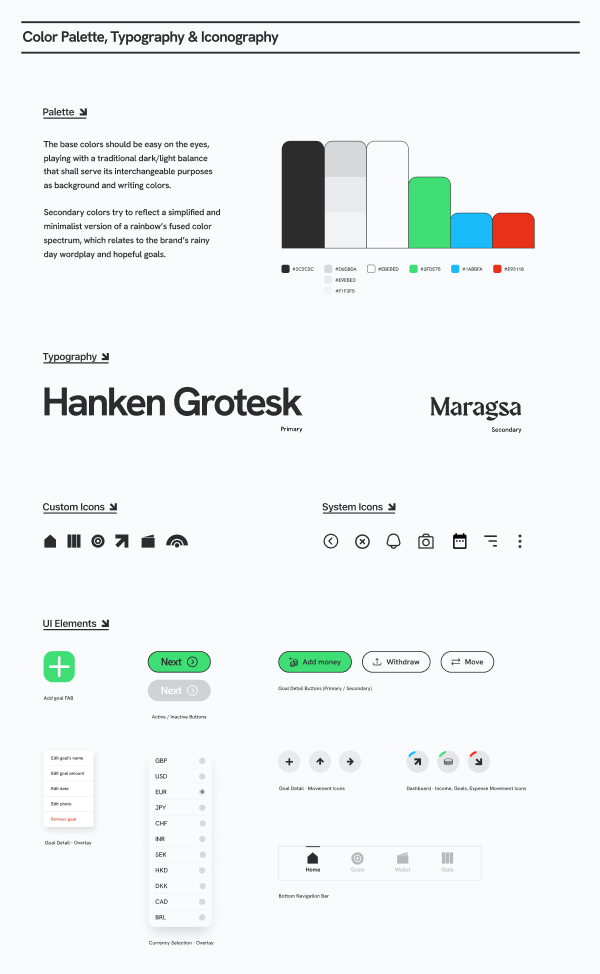 Color Palette, Typography & Iconography
Palette
The base colors should be easy on the eyes,
playing with a traditional dark/light balance
that shall serve its interchangeable purposes
as background and writing colors.
Secondary colors try to reflect a simplified and
minimalist version of a rainbow's fused color
spectrum, which relates to the brand's rainy
day wordplay and hopeful goals.
#2C2C2C #D6D8DA #EBEBED #3FDE75 #1ABBFA #E93118
#E9EBED
#F1F3F5
Typography
Hanken Grotesk
Primary
Maragsa
Secondary
Custom Icons
System Icons
UI Elements
Add goal FAB
Next
Next
Active / Inactive Buttons
Add money Withdraw Move
Goal Detail Buttons (Primary / Secondary)
Edit goal's name
Edit goal amount
Edit date
Edit photo
Remove goal
Goal Detail - Overlay
GBP
USD
EUR
JPY
CHF
INR
SEK
HKD
DKK
CAD
BRL
Currency Selection - Overlay
Goal Detail - Movement Icons
Dashboard - Income, Goals, Expense Movement Icons
Home Goals Wallet Stats
Bottom Navigation Bar